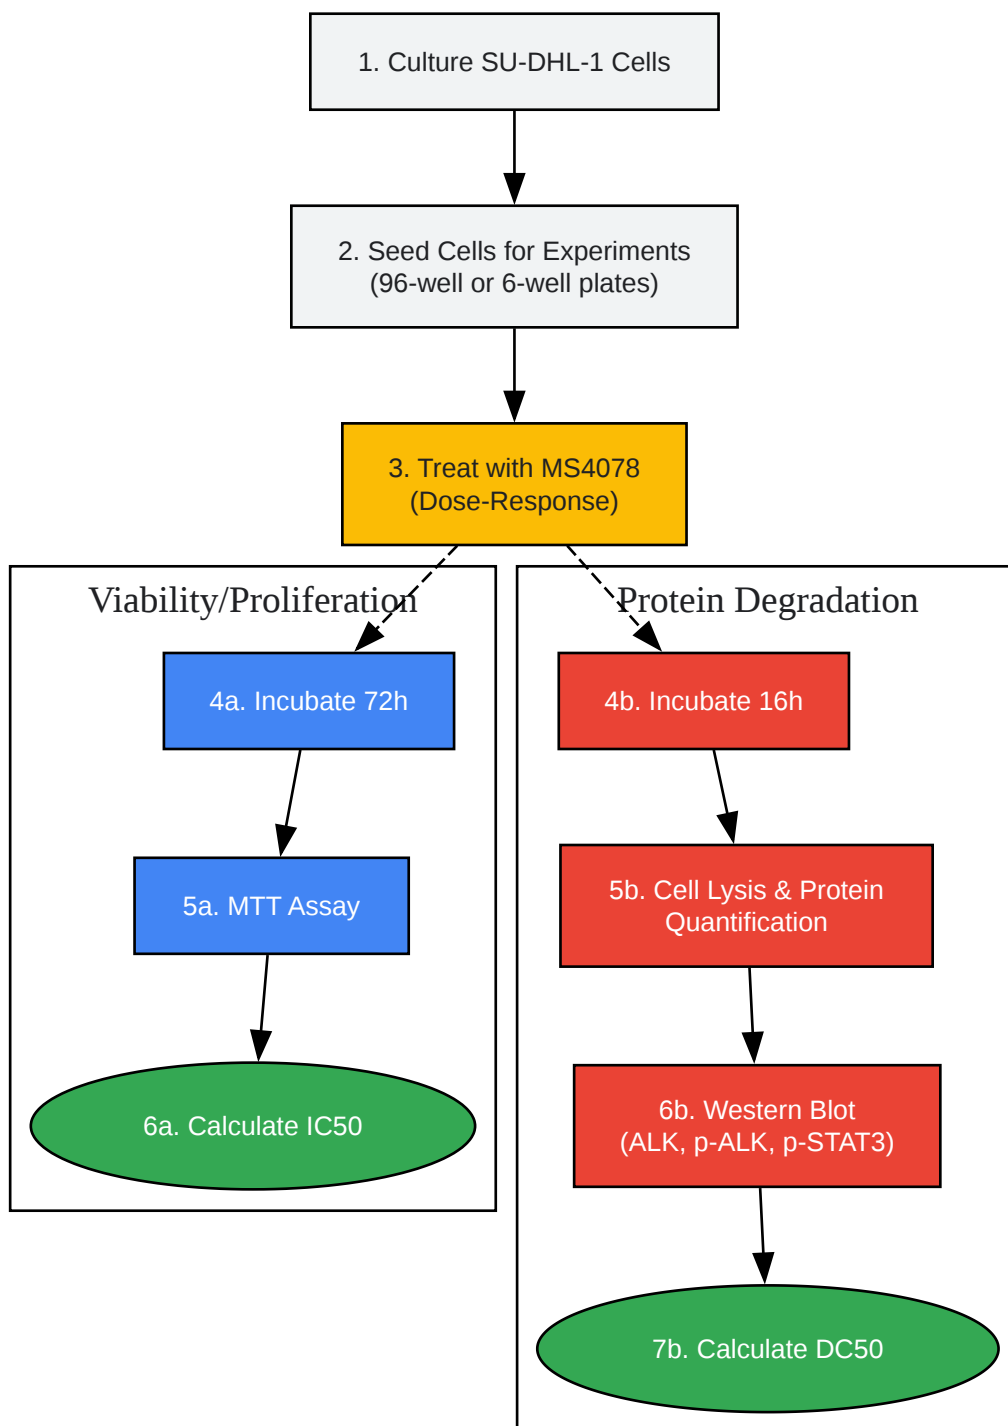 1. Culture SU-DHL-1 Cells
2. Seed Cells for Experiments
(96-well or 6-well plates)
3. Treat with MS4078
(Dose-Response)
Viability/Proliferation
4a. Incubate 72h
5a. MTT Assay
6a. Calculate IC50
Protein Degradation
4b. Incubate 16h
5b. Cell Lysis & Protein
Quantification
6b. Western Blot
(ALK, p-ALK, p-STAT3)
7b. Calculate DC50